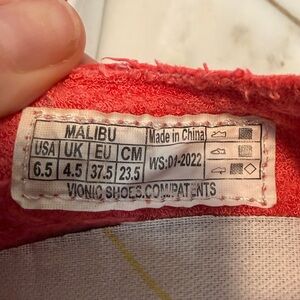 MALIBU Made in China
USA UK EU CM
6.5 4.5 37.5 23.5 WS:01-2022
VIONIC SHOES.COM/PATENTS